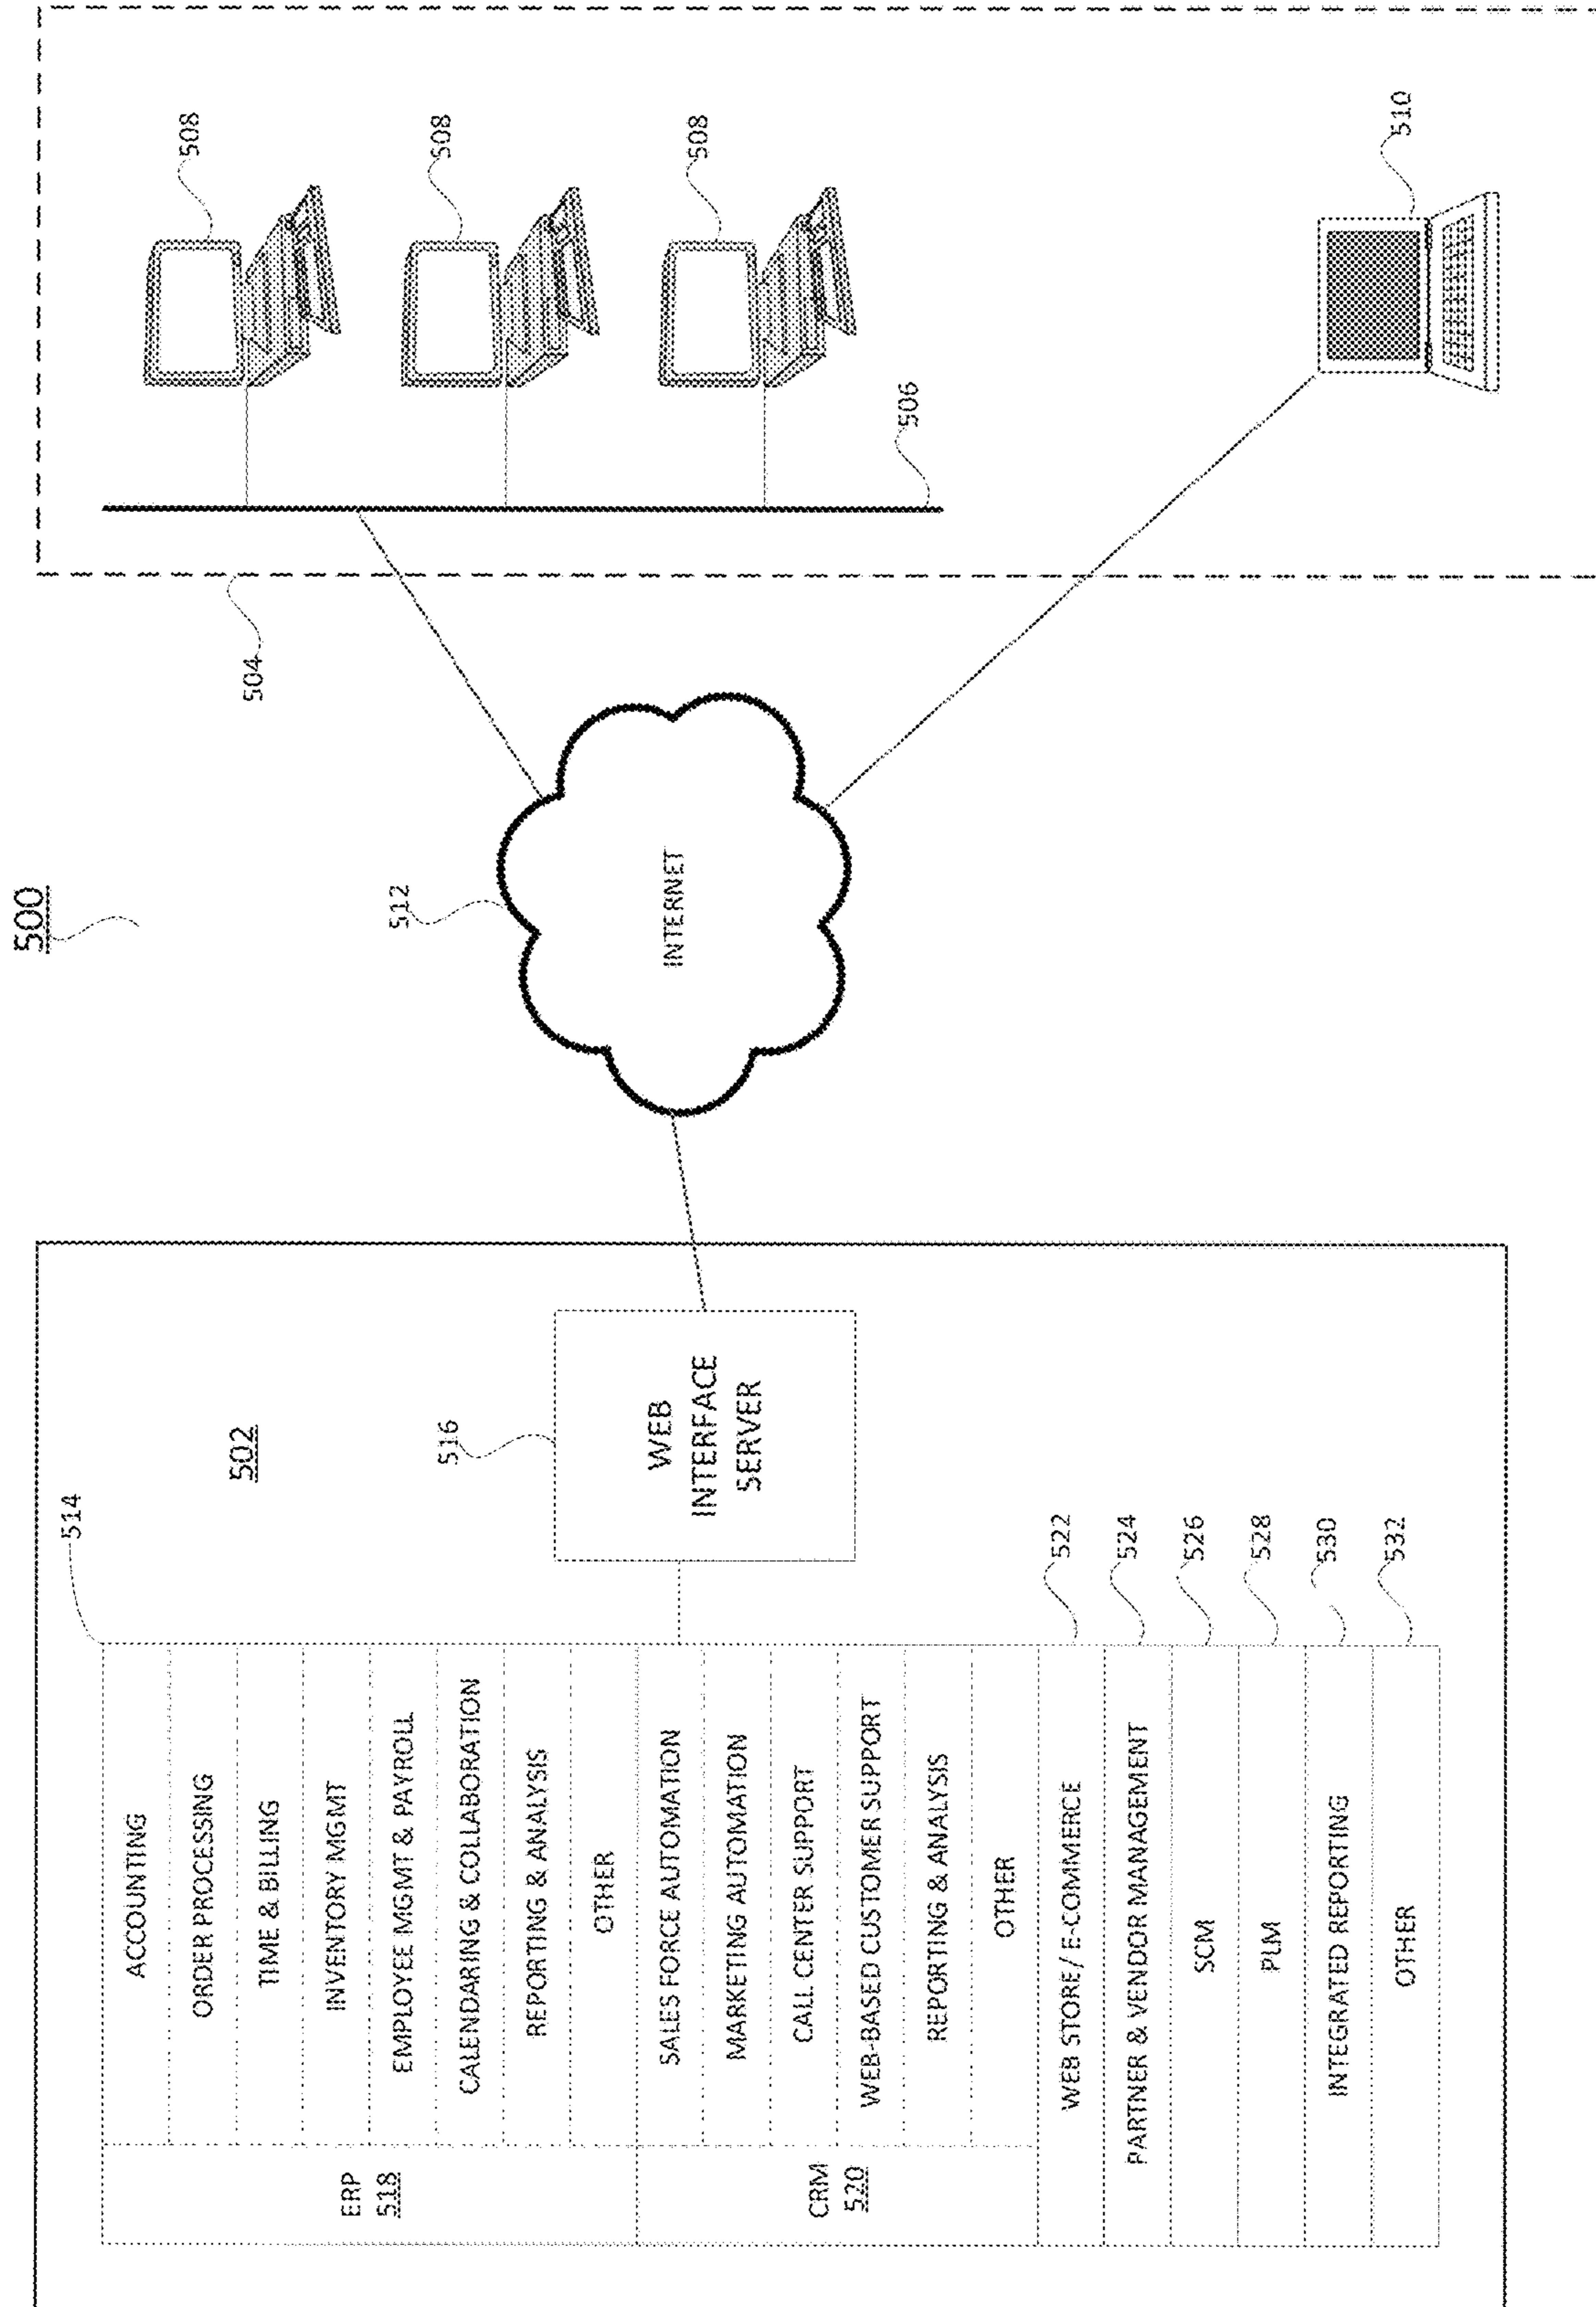 500
502
514
ERP
518
ACCOUNTING
ORDER PROCESSING
TIME & BILLING
INVENTORY MGMT
EMPLOYEE MGMT & PAYROLL
CALENDARING & COLLABORATION
REPORTING & ANALYSIS
OTHER
CRM
520
SALES FORCE AUTOMATION
MARKETING AUTOMATION
CALL CENTER SUPPORT
WEB-BASED CUSTOMER SUPPORT
REPORTING & ANALYSIS
OTHER
WEB STORE/ E-COMMERCE
522
PARTNER & VENDOR MANAGEMENT
524
SCM
526
PLM
528
INTEGRATED REPORTING
530
OTHER
532
516
WEB
INTERFACE
SERVER
512
INTERNET
504
506
508
508
508
510